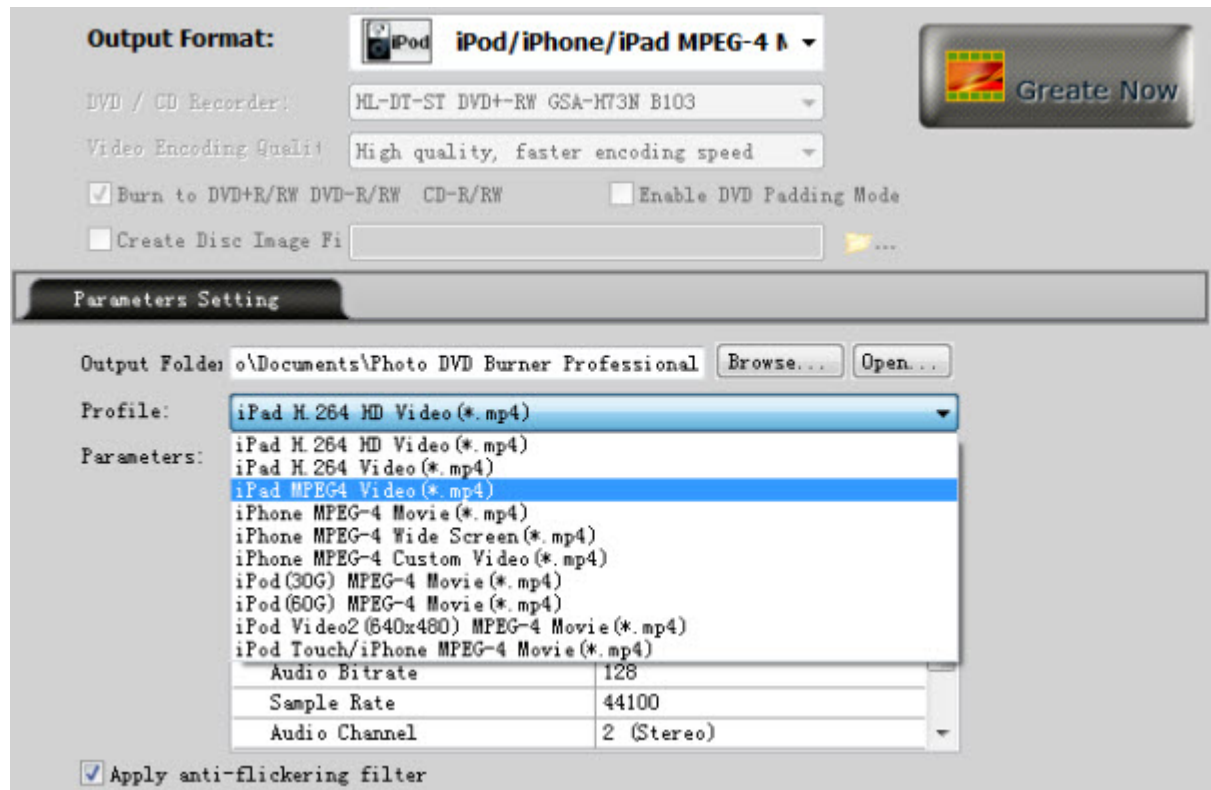 Output Format:
iPod
iPod/iPhone/iPad MPEG-4 M
Greate Now
DVD / CD Recorder:
HL-DT-ST DVD+-RW GSA-H73N B103
Video Encoding Qualit
High quality, faster encoding speed
Burn to DVD+R/RW DVD-R/RW CD-R/RW
Enable DVD Padding Mode
Create Disc Image Fi
...
Parameters Setting
Output Folder
o\Documents\Photo DVD Burner Professional
Browse...
Open...
Profile:
iPad H.264 HD Video(*.mp4)
Parameters:
iPad H.264 HD Video(*.mp4)
iPad H.264 Video(*.mp4)
iPad MPEG4 Video(*.mp4)
iPhone MPEG-4 Movie(*.mp4)
iPhone MPEG-4 Wide Screen(*.mp4)
iPhone MPEG-4 Custom Video(*.mp4)
iPod(30G) MPEG-4 Movie(*.mp4)
iPod(60G) MPEG-4 Movie(*.mp4)
iPod Video2(640x480) MPEG-4 Movie(*.mp4)
iPod Touch/iPhone MPEG-4 Movie(*.mp4)
Audio Bitrate 128
Sample Rate 44100
Audio Channel 2 (Stereo)
Apply anti-flickering filter